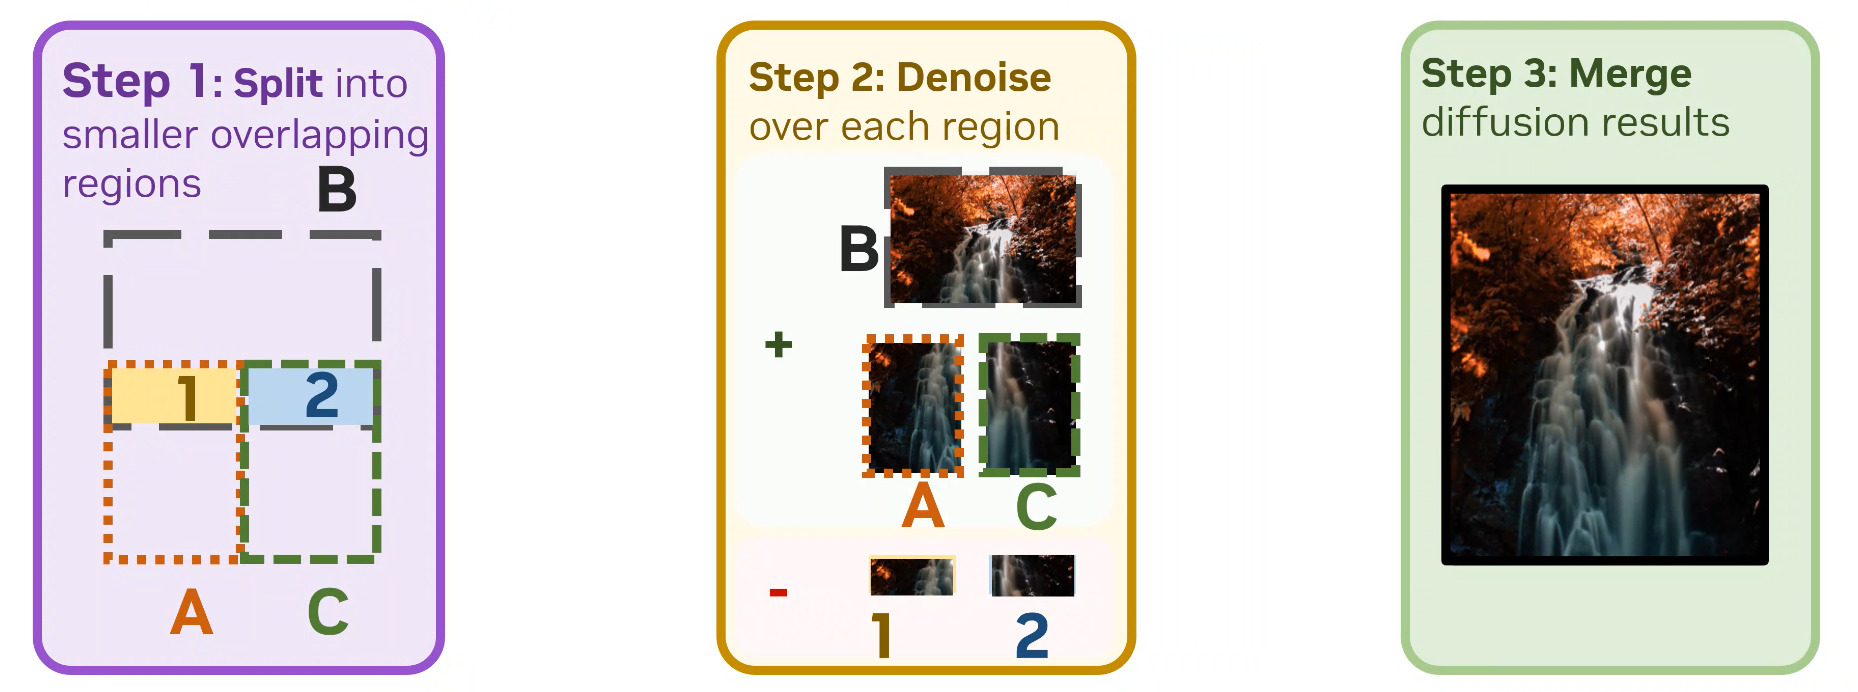 Step 1: Split into
smaller overlapping
regions
B
1
2
A
C
Step 2: Denoise
over each region
B
+
A
C
-
1
2
Step 3: Merge
diffusion results